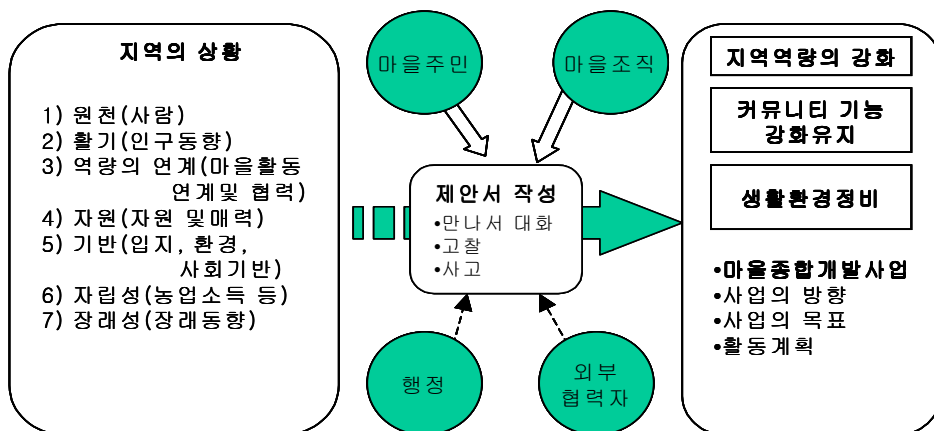 지역의 상황
1) 원천(사람)
2) 활기(인구동향)
3) 역량의 연계(마을활동
연계및 협력)
4) 자원(자원 및매력)
5) 기반(입지, 환경,
사회기반)
6) 자립성(농업소득 등)
7) 장래성(장래동향)
마을주민
마을조직
제안서 작성
•만나서 대화
•고찰
•사고
행정
외부
협력자
지역역량의 강화
커뮤니티 기능
강화유지
생활환경정비
•마을종합개발사업
•사업의 방향
•사업의 목표
•활동계획